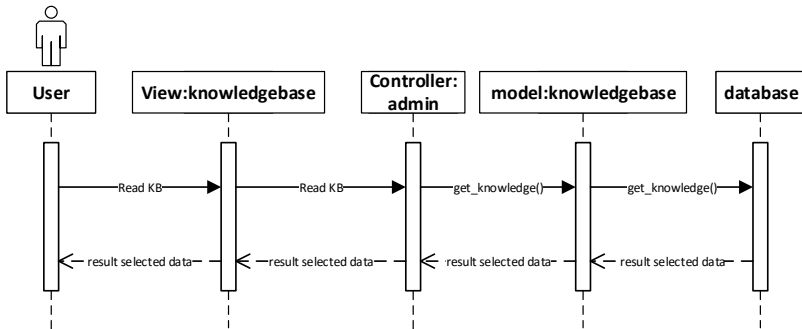 User
View:knowledgebase
Controller:
admin
model:knowledgebase
database
Read KB
Read KB
get_knowledge()
get_knowledge()
result selected data
result selected data
result selected data
result selected data